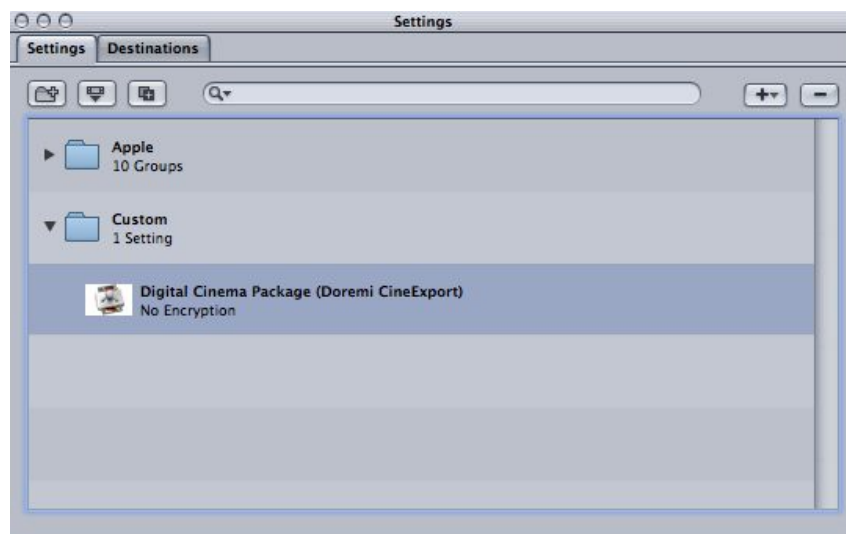 Settings
Settings Destinations
Apple
10 Groups
Custom
1 Setting
Digital Cinema Package (Doremi CineExport)
No Encryption